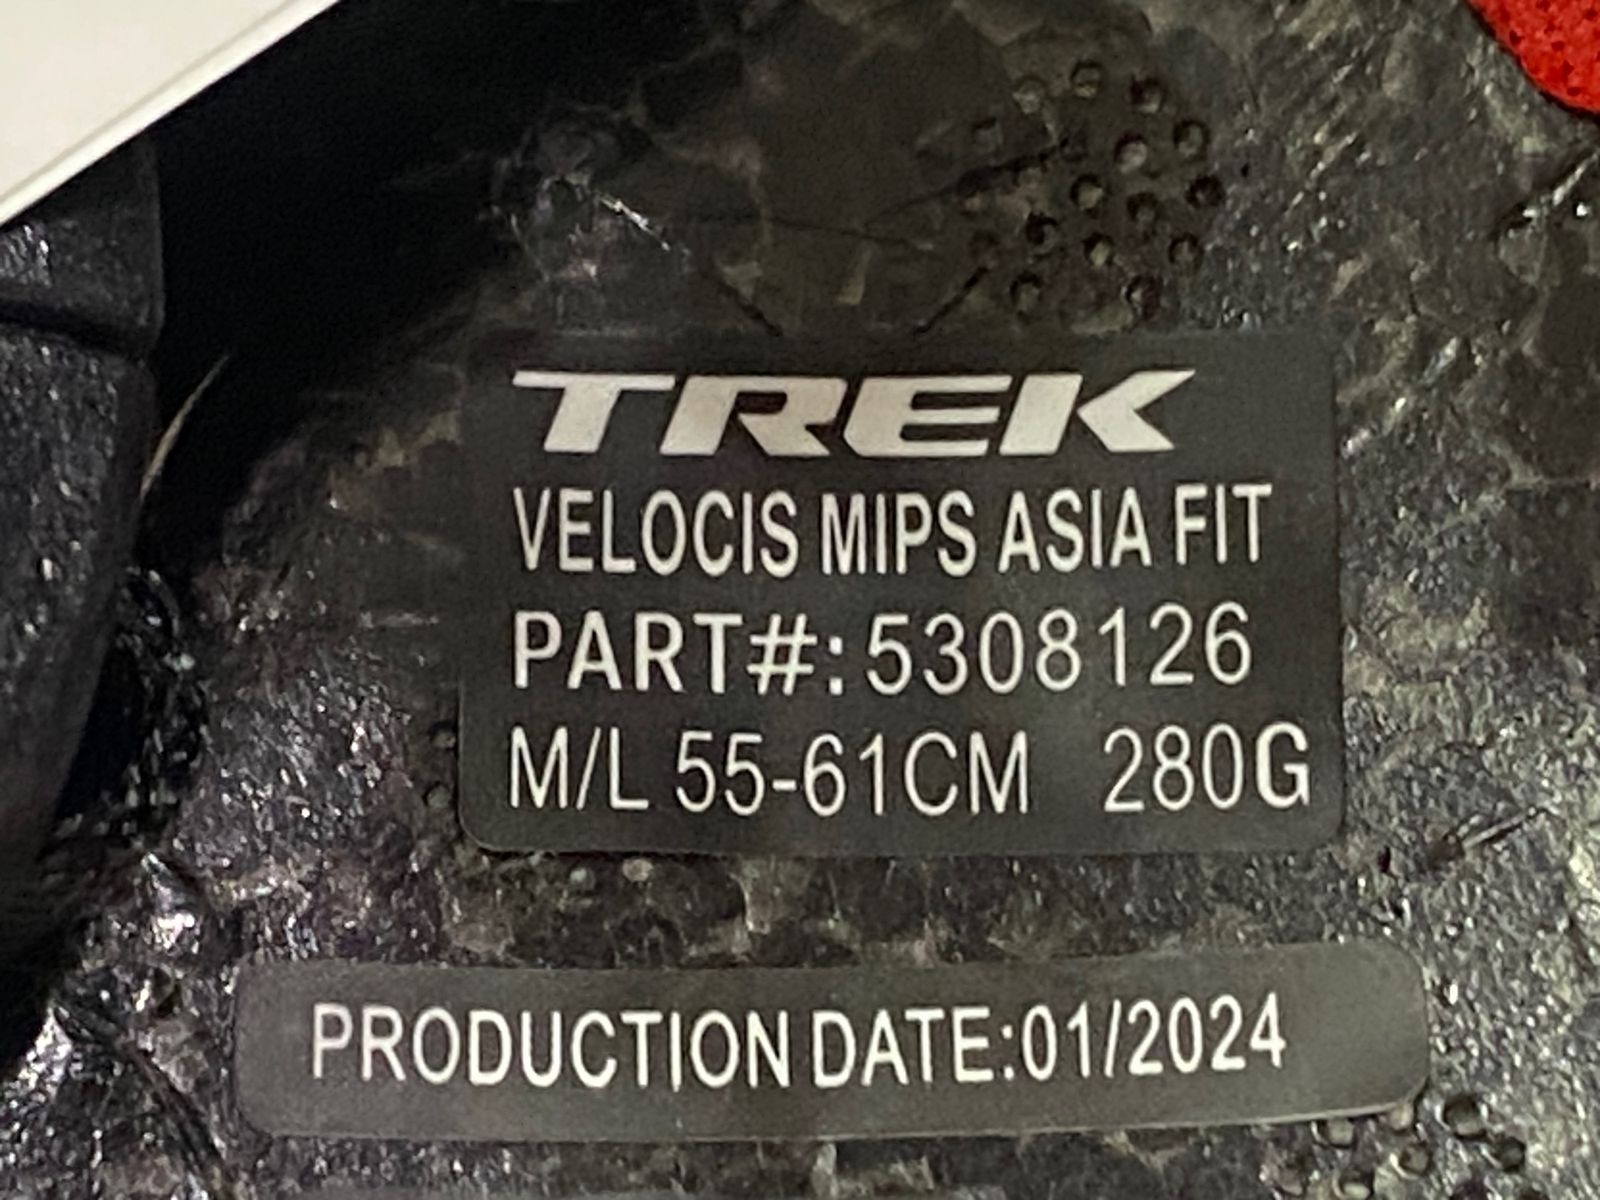 TREK
VELOCIS MIPS ASIA FIT
PART#:5308126
M/L 55-61CM 280G
PRODUCTION DATE:01/2024